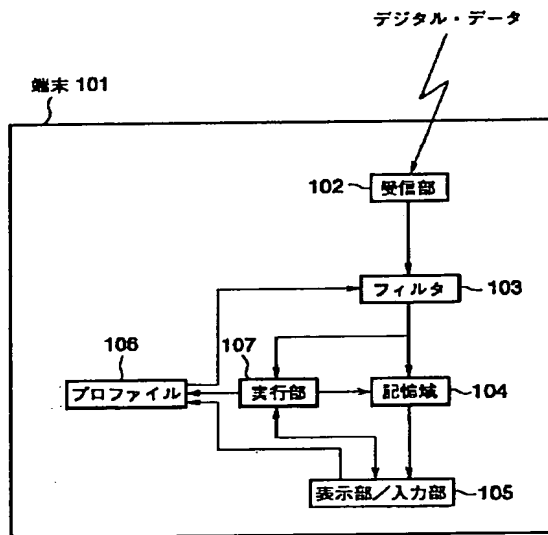 デジタル・データ
端末 101
102
受信部
フィルタ
103
106
107
プロファイル
実行部
記憶域
104
表示部／入力部
105